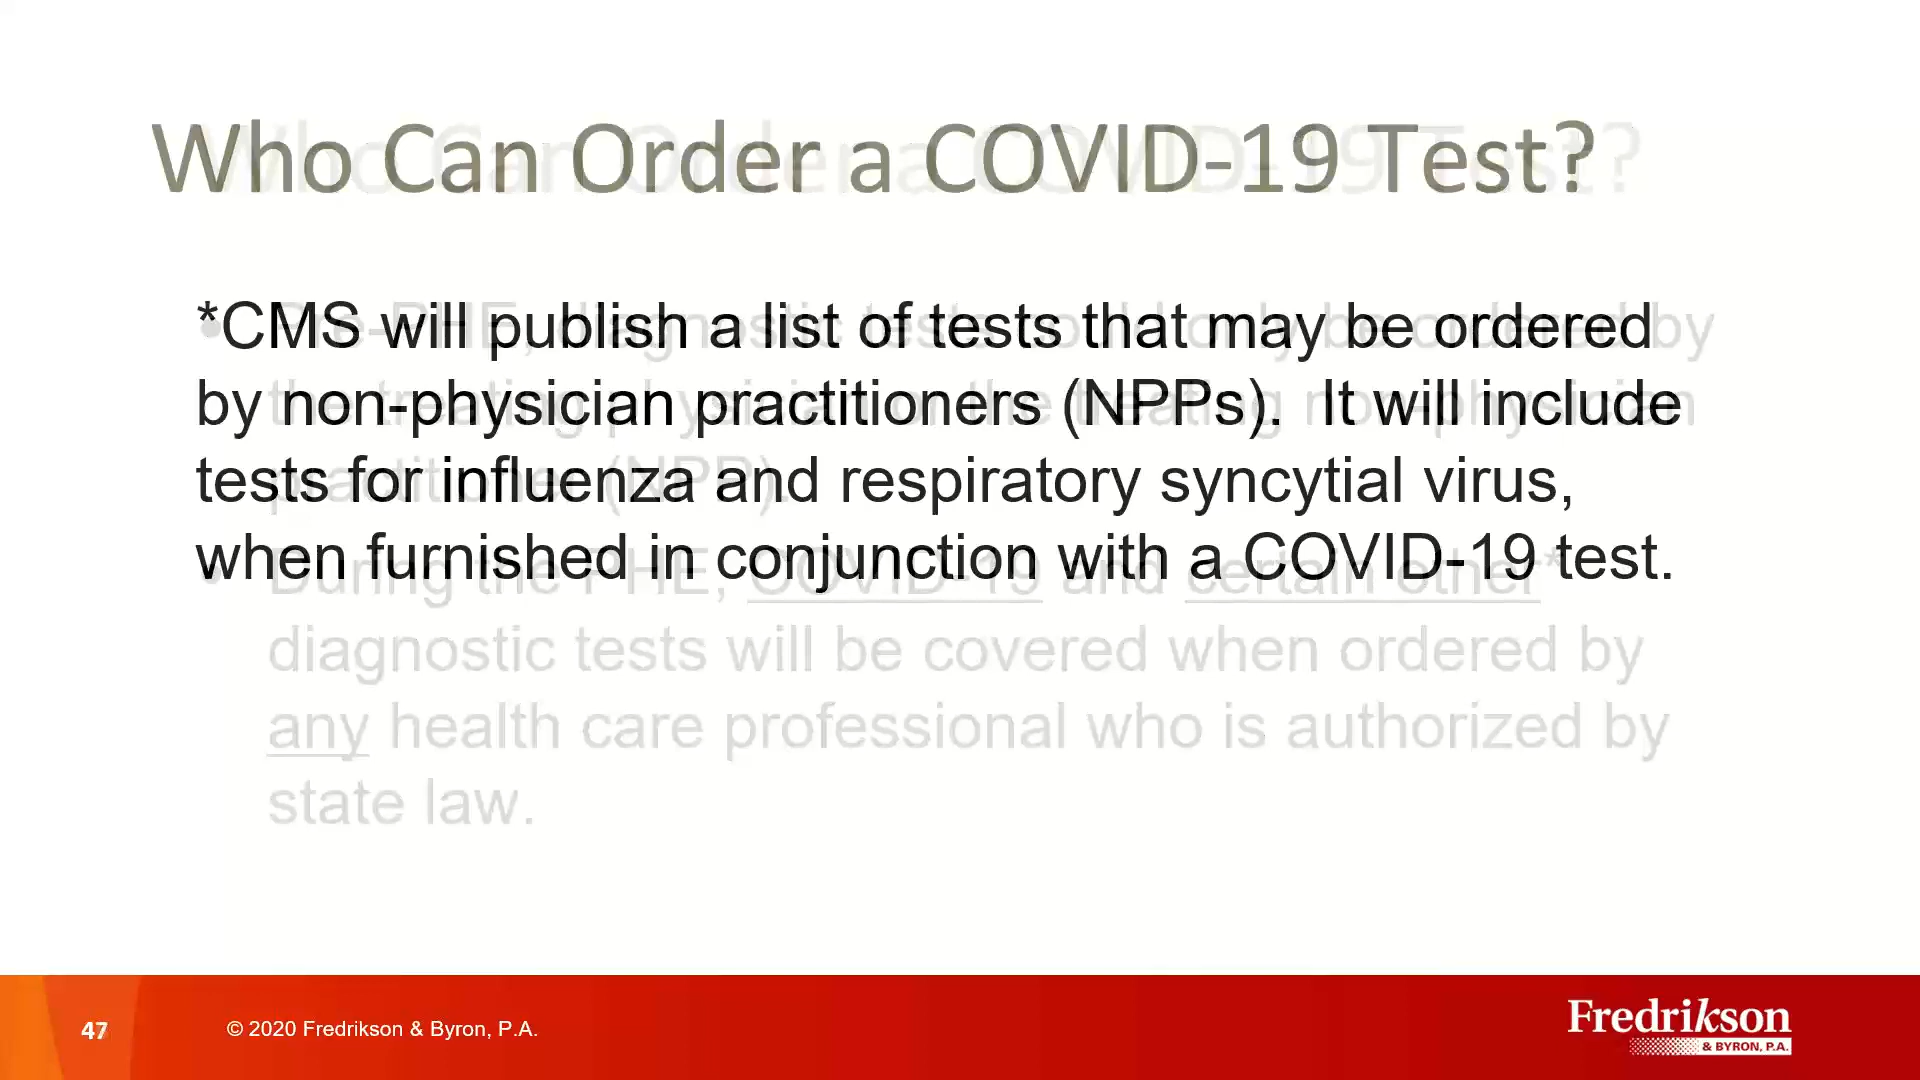 Who Can Order a COVID-19 Test?
*CMS will publish a list of tests that may be ordered
by non-physician practitioners (NPPs). It will include
tests for influenza and respiratory syncytial virus,
when furnished in conjunction with a COVID-19 test.
During the PHE, COVID-19 and certain other*
diagnostic tests will be covered when ordered by
any health care professional who is authorized by
state law.
47
© 2020 Fredrikson & Byron, P.A.
Fredrikson
& BYRON, P.A.